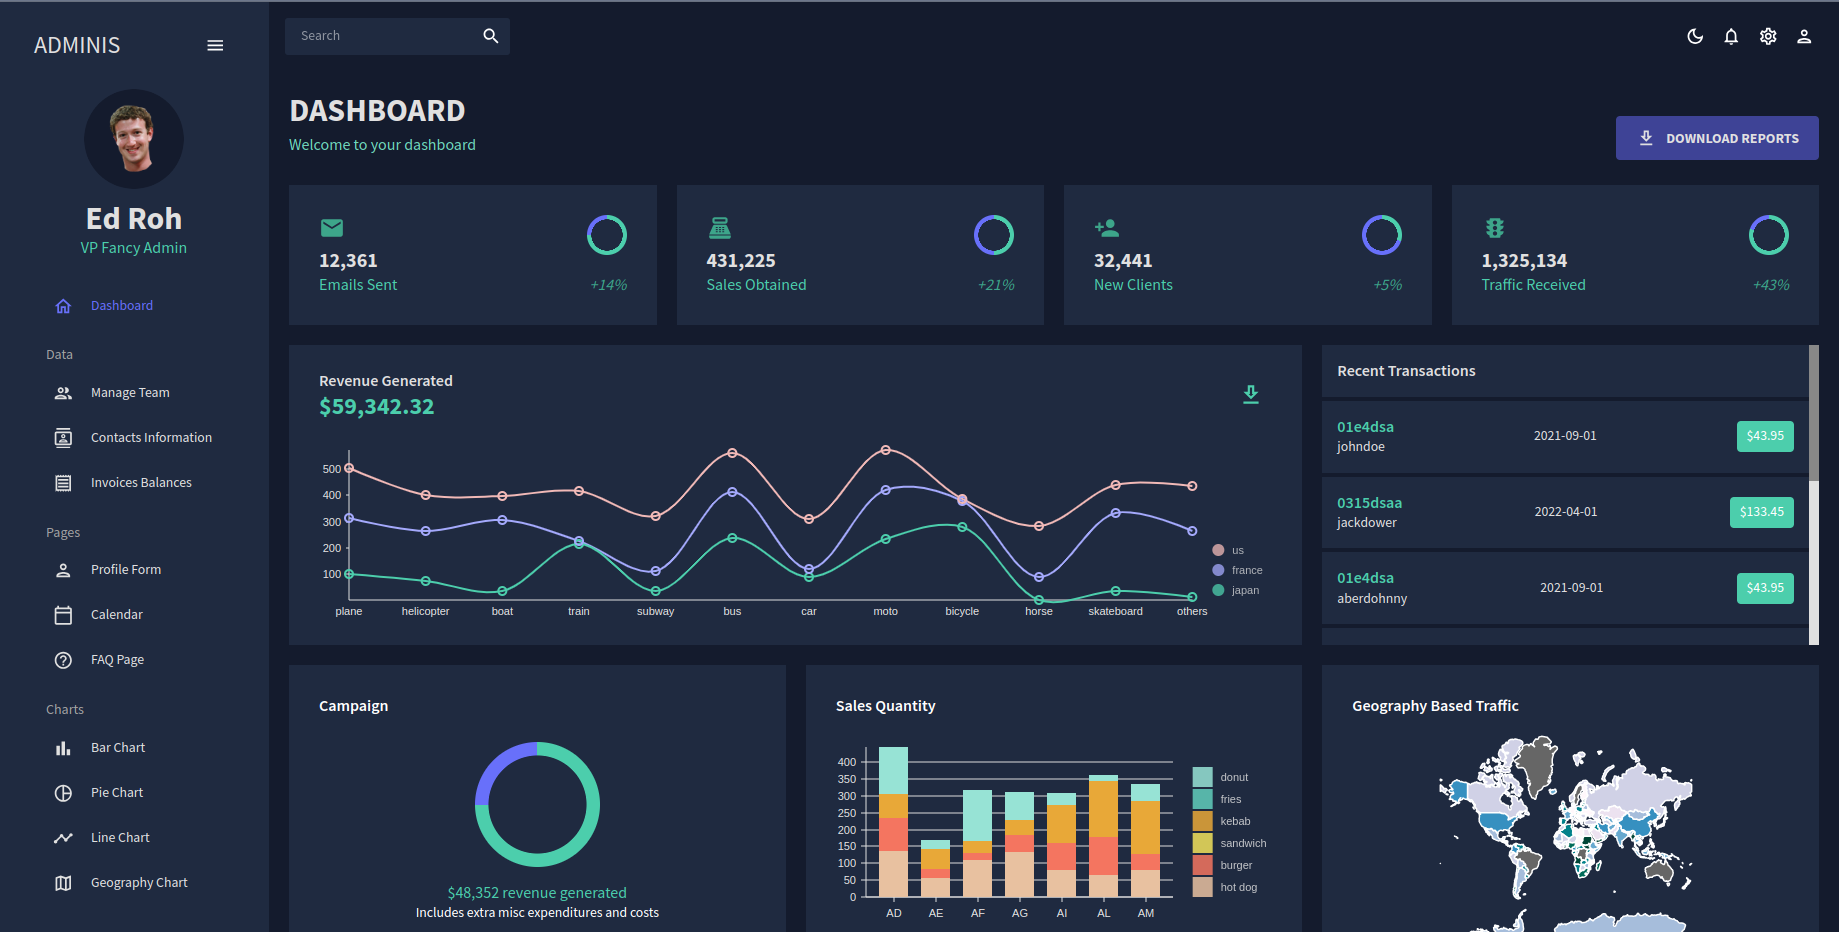 ADMINIS
Search
Ed Roh
VP Fancy Admin
Dashboard
Data
Manage Team
Contacts Information
Invoices Balances
Pages
Profile Form
Calendar
FAQ Page
Charts
Bar Chart
Pie Chart
Line Chart
Geography Chart
DASHBOARD
Welcome to your dashboard
DOWNLOAD REPORTS
12,361
Emails Sent
+14%
431,225
Sales Obtained
+21%
32,441
New Clients
+5%
1,325,134
Traffic Received
+43%
Revenue Generated
$59,342.32
500
400
300
200
100
plane helicopter boat train subway bus car moto bicycle horse skateboard others
us
france
japan
Recent Transactions
01e4dsa
johndoe
2021-09-01
$43.95
0315dsaa
jackdower
2022-04-01
$133.45
01e4dsa
aberdohnny
2021-09-01
$43.95
Campaign
$48,352 revenue generated
Includes extra misc expenditures and costs
Sales Quantity
400
350
300
250
200
150
100
50
0
AD AE AF AG AI AL AM
donut
fries
kebab
sandwich
burger
hot dog
Geography Based Traffic